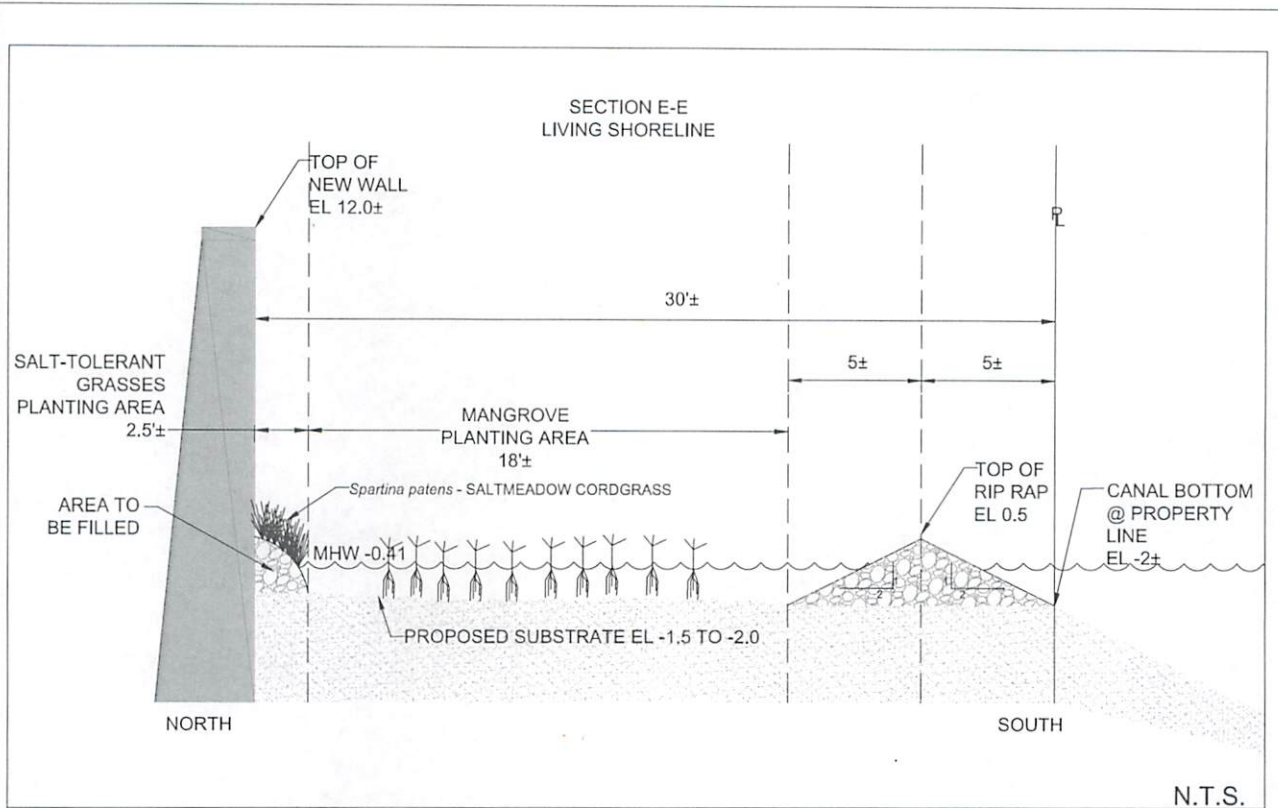 SECTION E-E
LIVING SHORELINE
TOP OF
NEW WALL
EL 12.0±
PL
30'±
SALT-TOLERANT
GRASSES
PLANTING AREA
2.5'±
MANGROVE
PLANTING AREA
18'±
5±
5±
AREA TO
BE FILLED
Spartina patens - SALTMEADOW CORDGRASS
MHW -0.41
TOP OF
RIP RAP
EL 0.5
CANAL BOTTOM
@ PROPERTY
LINE
EL -2±
2
2
PROPOSED SUBSTRATE EL -1.5 TO -2.0
NORTH
SOUTH
N.T.S.